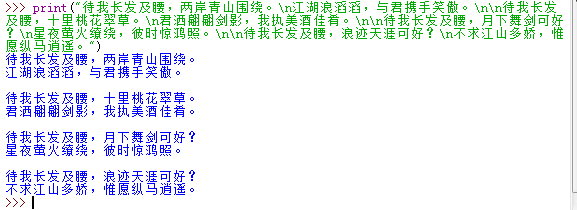 >>> print("待我长发及腰，两岸青山围绕。\n江湖浪滔滔，与君携手笑傲。\n\n待我长发
及腰，十里桃花翠草。\n君洒翩翩剑影，我执美酒佳肴。\n\n待我长发及腰，月下舞剑可好
？\n星夜萤火缭绕，彼时惊鸿照。\n\n待我长发及腰，浪迹天涯可好？\n不求江山多娇，惟
愿纵马逍遥。")
待我长发及腰，两岸青山围绕。
江湖浪滔滔，与君携手笑傲。

待我长发及腰，十里桃花翠草。
君洒翩翩剑影，我执美酒佳肴。

待我长发及腰，月下舞剑可好？
星夜萤火缭绕，彼时惊鸿照。

待我长发及腰，浪迹天涯可好？
不求江山多娇，惟愿纵马逍遥。
>>>